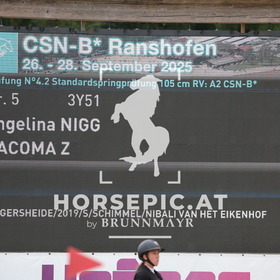 CSN-B* Ranshofen
26. - 28. September 2025
üfung N°4.2 Standardspringprüfung 105 cm RV: A2 CSN-B*
r. 5 3Y51
ngelina NIGG
ACOMA Z
HORSEPIC.AT
GERSHEIDE/2019/S/SCHIMMEL/NIBALI VAN HET EIKENHOF
by BRUNNMAYR